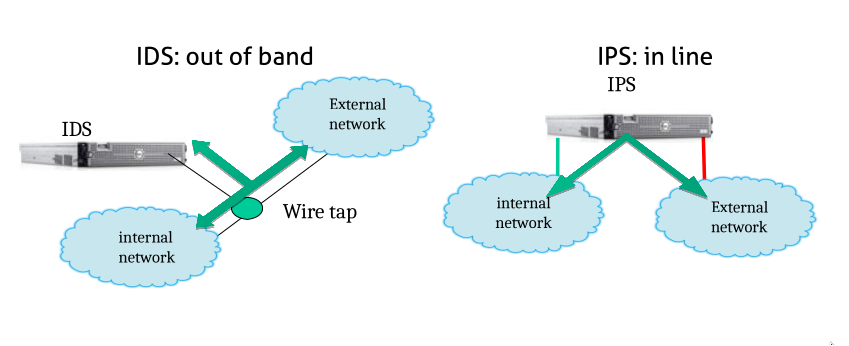 IDS: out of band
IDS
External
network
Wire tap
internal
network
IPS: in line
IPS
internal
network
External
network